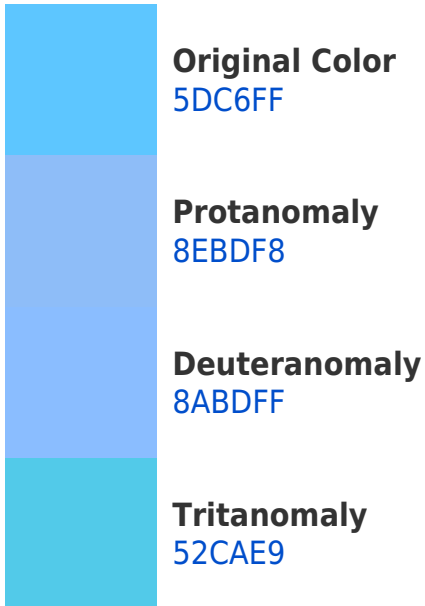 Original Color
5DC6FF
Protanomaly
8EBDF8
Deuteranomaly
8ABDFF
Tritanomaly
52CAE9